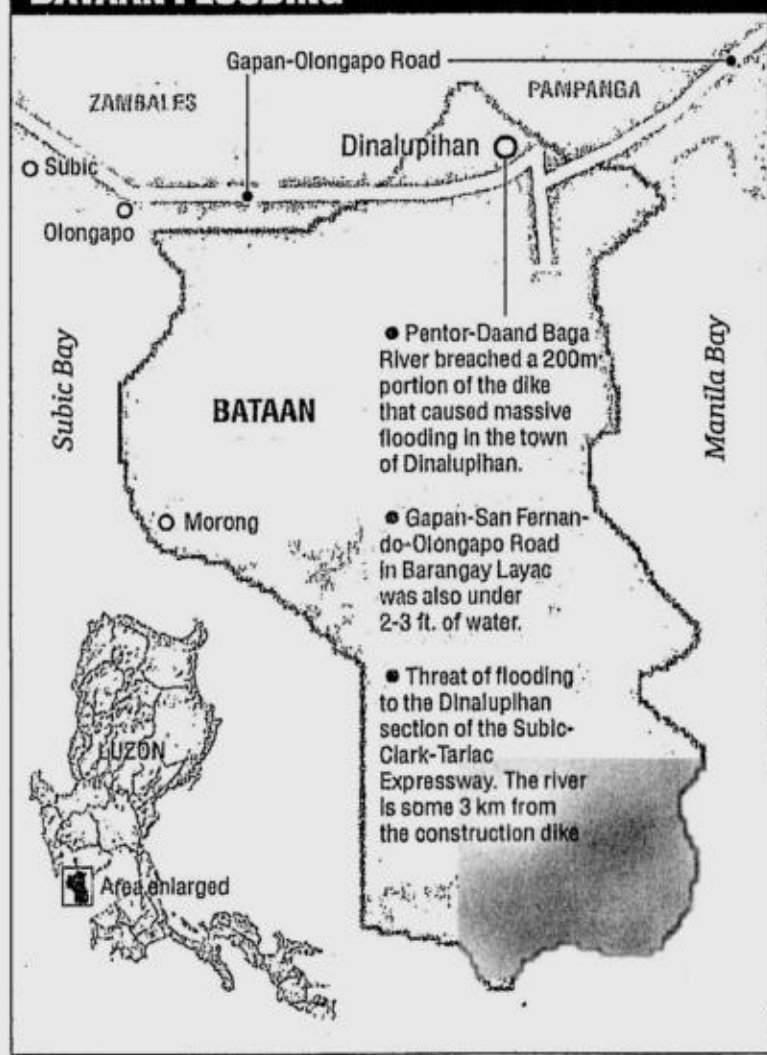 BATAAN FLOODING
Gapan-Olongapo Road
ZAMBALES
PAMPANGA
Dinalupihan
Subic
Olongapo
Subic Bay
BATAAN
Manila Bay
Morong
• Pentor-Daand Baga
River breached a 200m
portion of the dike
that caused massive
flooding in the town
of Dinalupihan.
• Gapan-San Fernan-
do-Olongapo Road
in Barangay Layac
was also under
2-3 ft. of water.
• Threat of flooding
to the Dinalupihan
section of the Subic-
Clark-Tarlac
Expressway. The river
is some 3 km from
the construction dike
LUZON
Area enlarged